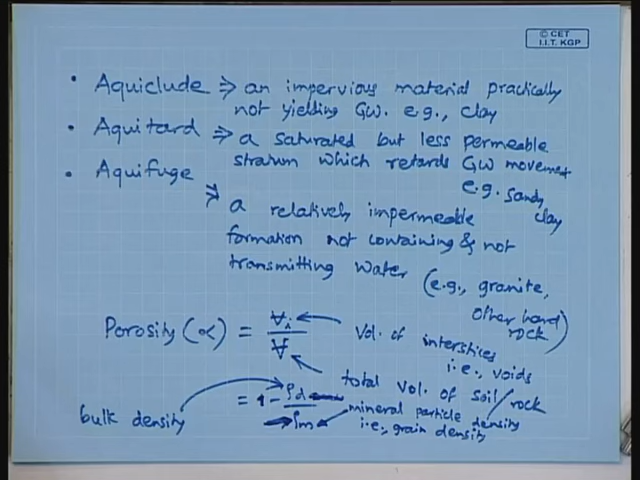 © CET
I.I.T. KGP
• Aquiclude ⇒ an impervious material practically
not yielding GW. e.g., clay
• Aquitard ⇒ a saturated but less permeable
stratum which retards GW movement
e.g. sandy clay
• Aquifuge ⇒
a relatively impermeable
formation not containing & not
transmitting water (e.g., granite,
other hard rock)
Porosity (α) = V̶i / V̶ ← Vol. of interstices
i.e., voids
total vol. of soil/rock
= 1 - ρd / ρm ← mineral particle density
i.e., grain density
bulk density